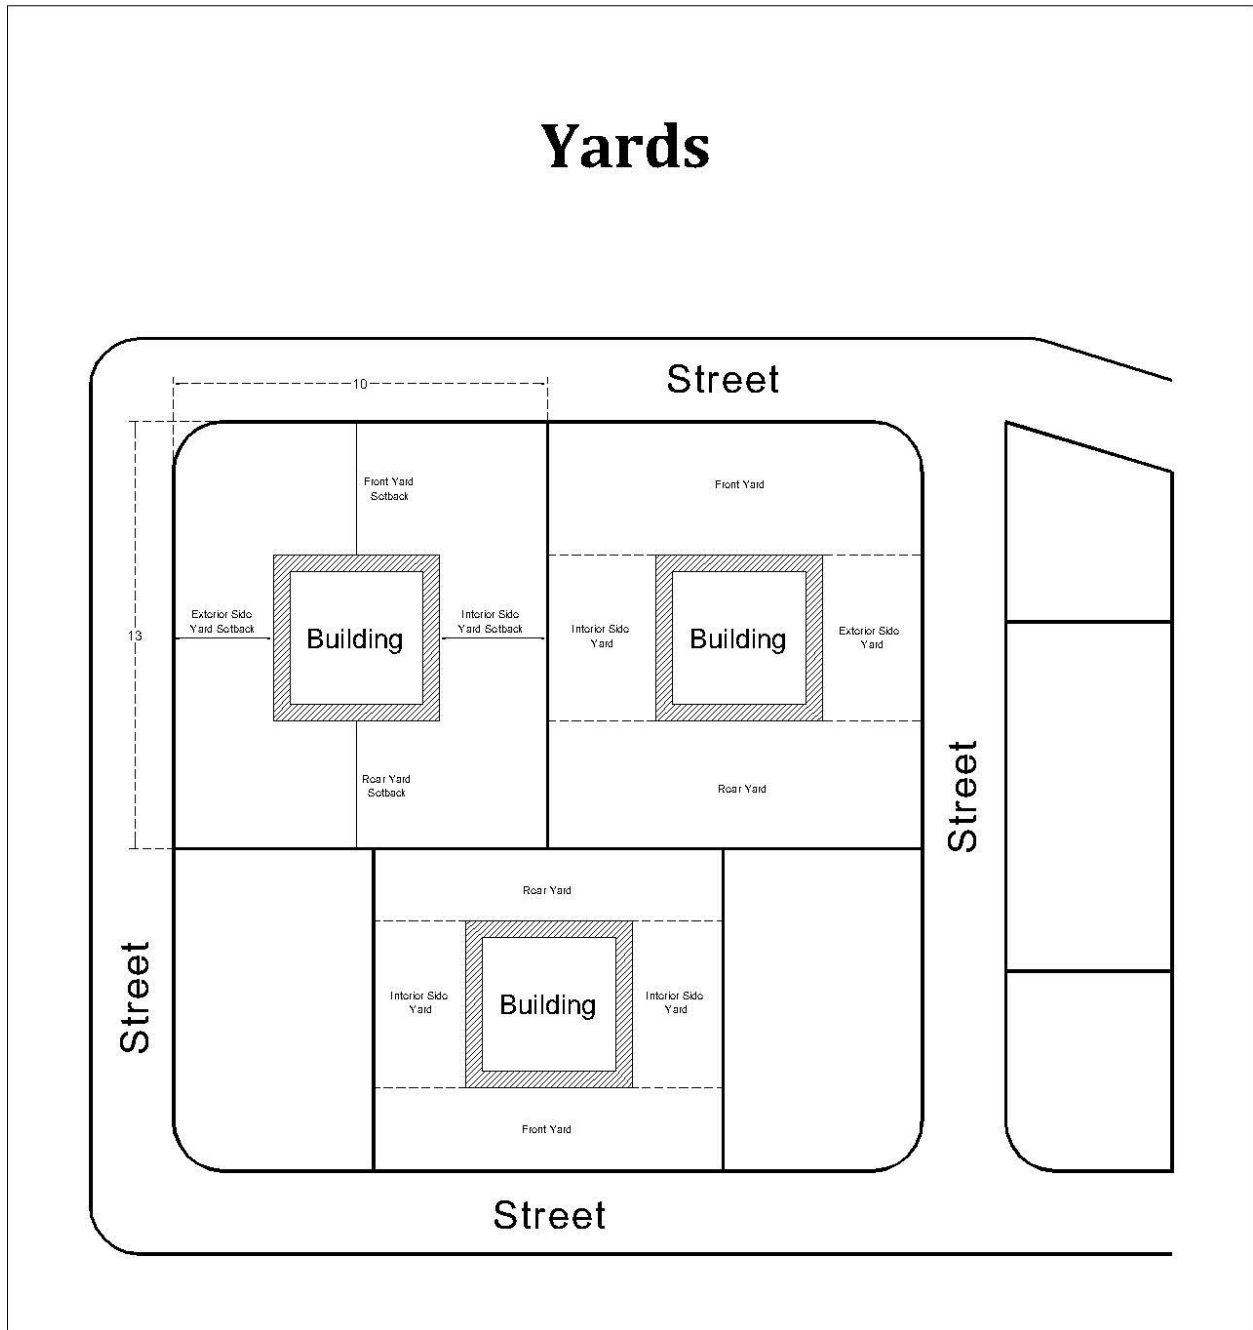 Yards
Street
10
Front Yard
Setback
Front Yard
Exterior Side
Yard Setback
Interior Side
Yard Setback
13
Building
Interior Side
Yard
Building
Exterior Side
Yard
Rear Yard
Setback
Rear Yard
Street
Rear Yard
Street
Interior Side
Yard
Building
Interior Side
Yard
Front Yard
Street